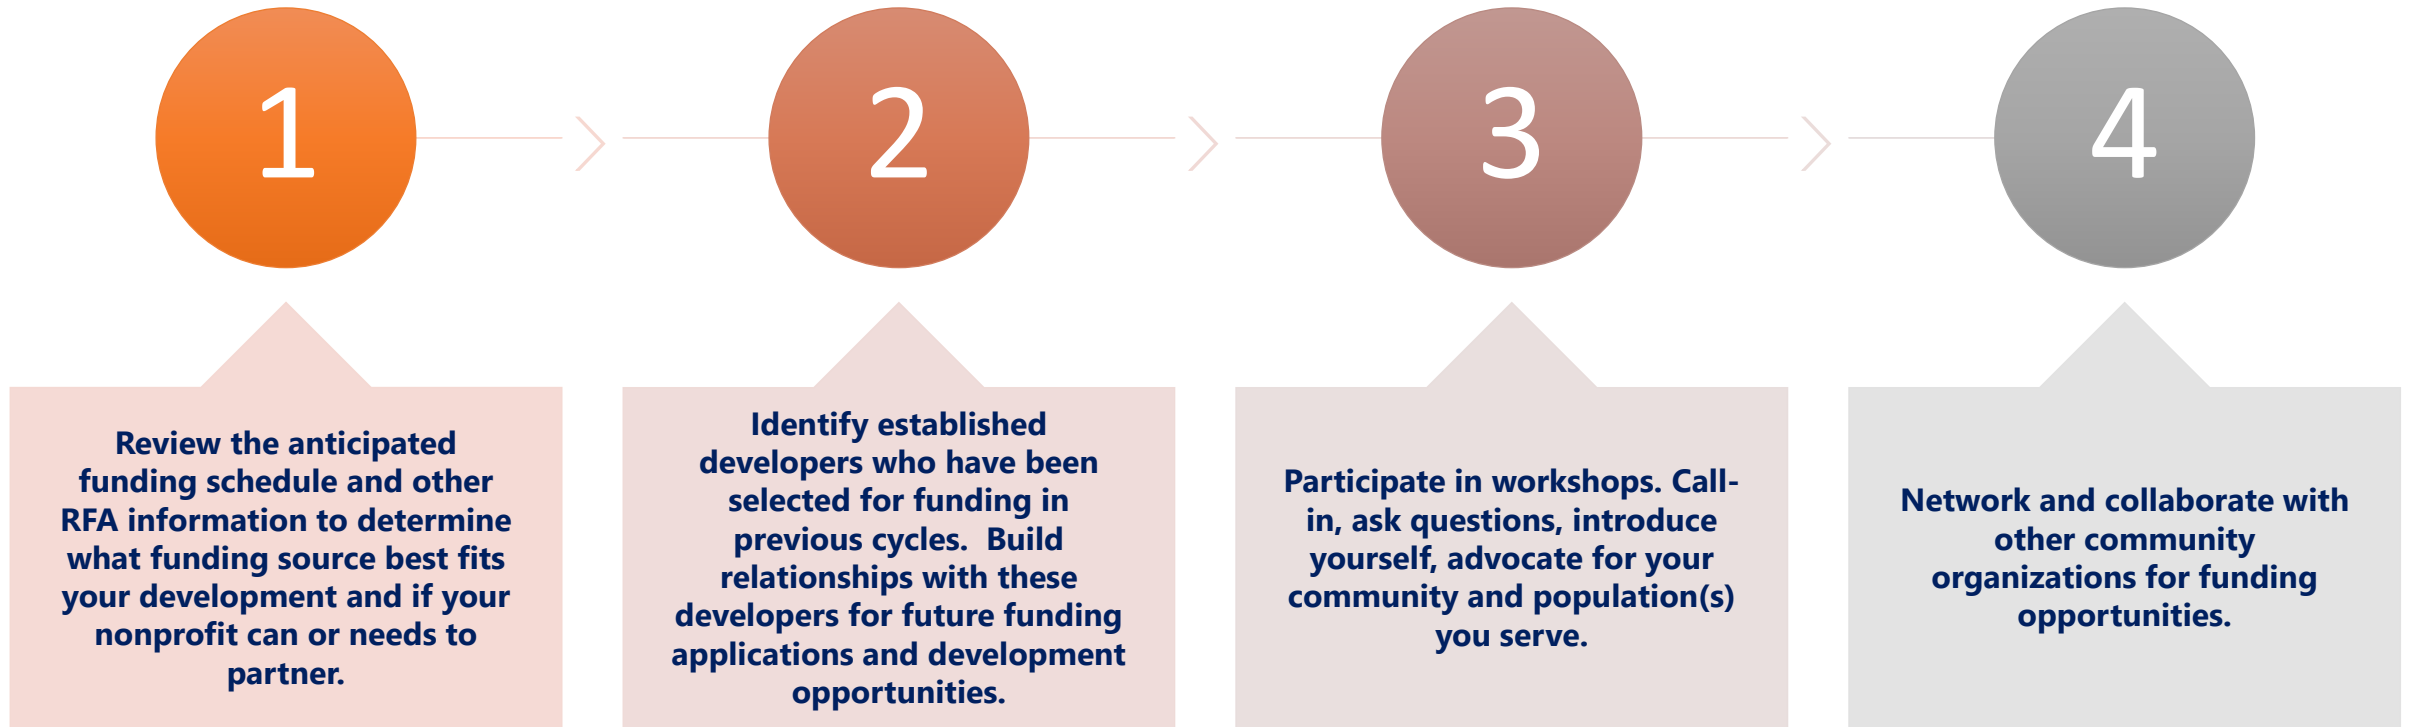 1
Review the anticipated
funding schedule and other
RFA information to determine
what funding source best fits
your development and if your
nonprofit can or needs to
partner.
2
Identify established
developers who have been
selected for funding in
previous cycles.  Build
relationships with these
developers for future funding
applications and development
opportunities.
3
Participate in workshops. Call-
in, ask questions, introduce
yourself, advocate for your
community and population(s)
you serve.
4
Network and collaborate with
other community
organizations for funding
opportunities.